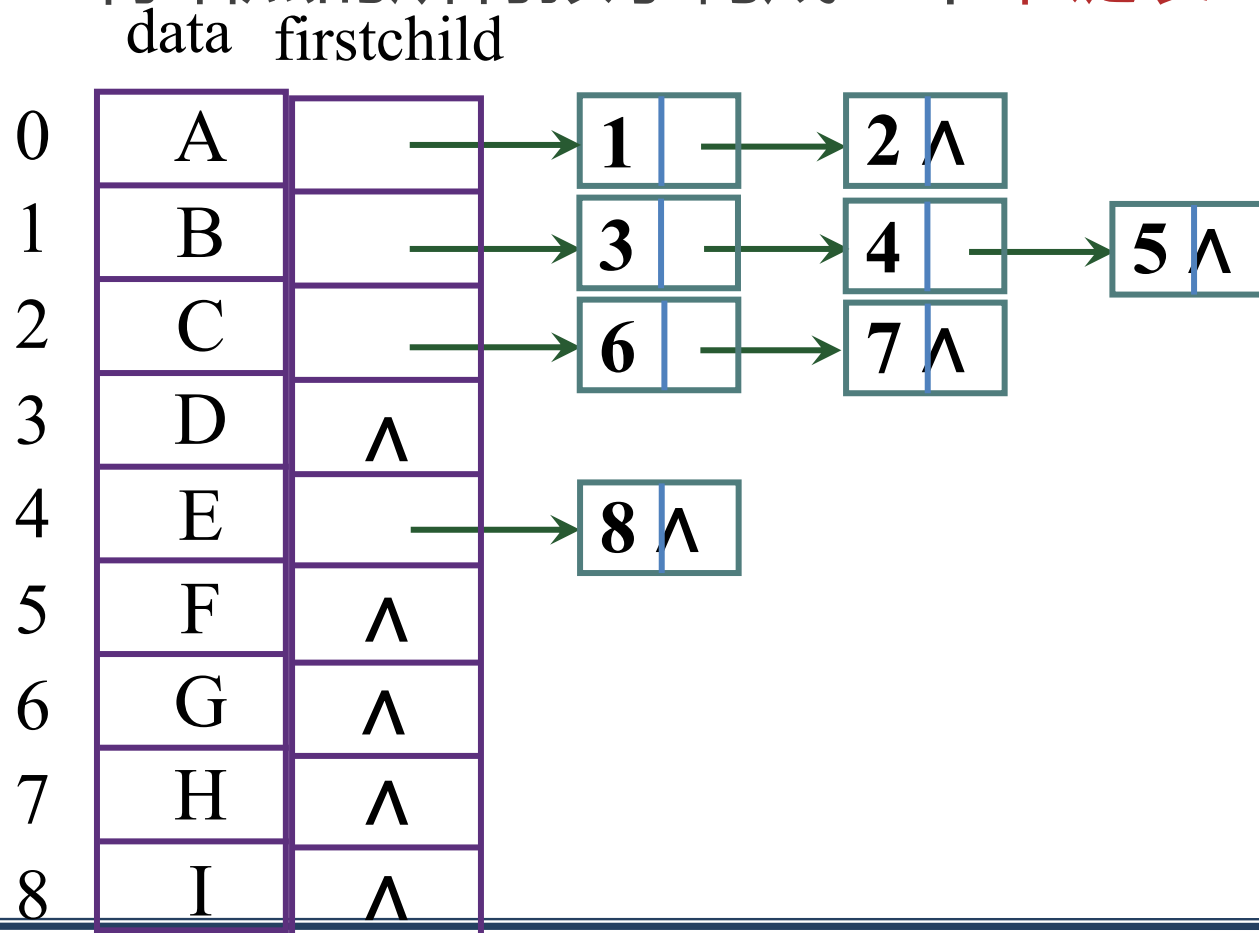 data firstchild
0 A 1 2 ∧
1 B 3 4 5 ∧
2 C 6 7 ∧
3 D ∧
4 E 8 ∧
5 F ∧
6 G ∧
7 H ∧
8 I ∧